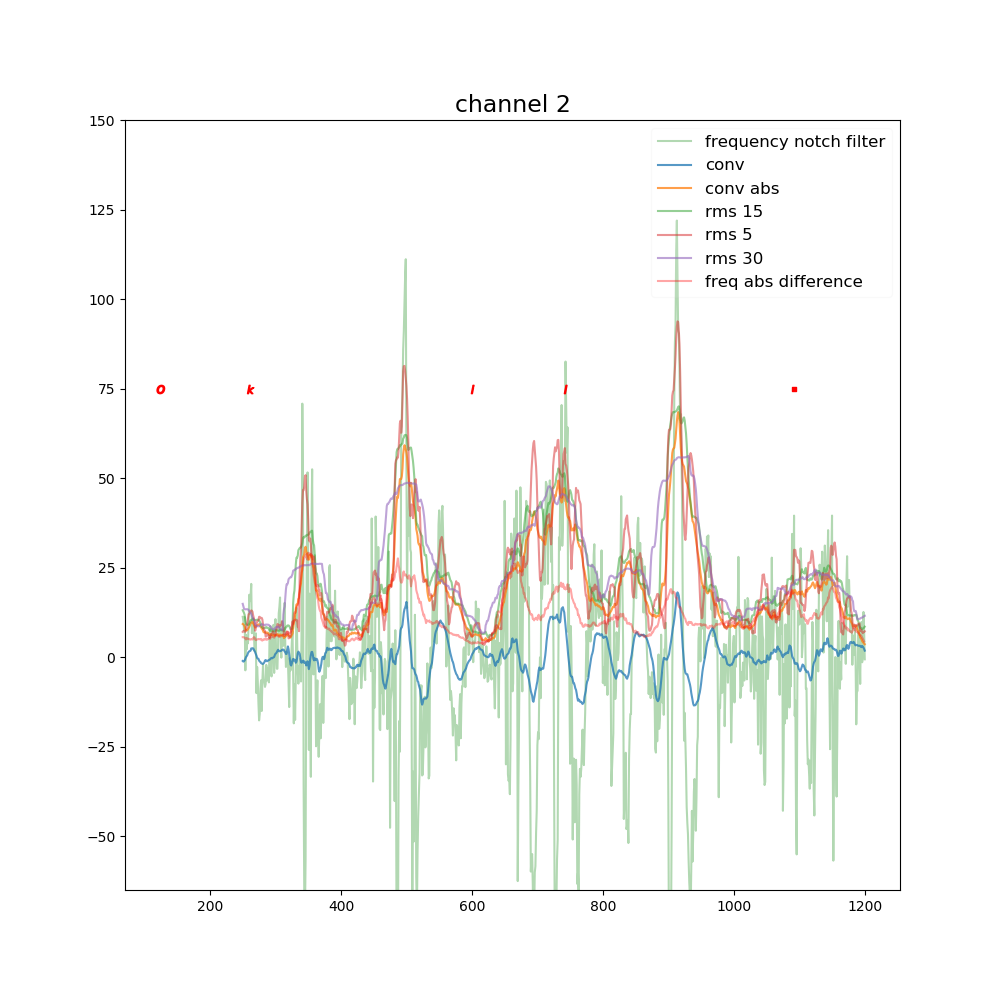 channel 2
150
125
100
75
50
25
0
−25
−50
frequency notch filter
conv
conv abs
rms 15
rms 5
rms 30
freq abs difference
o k l l .
200 400 600 800 1000 1200